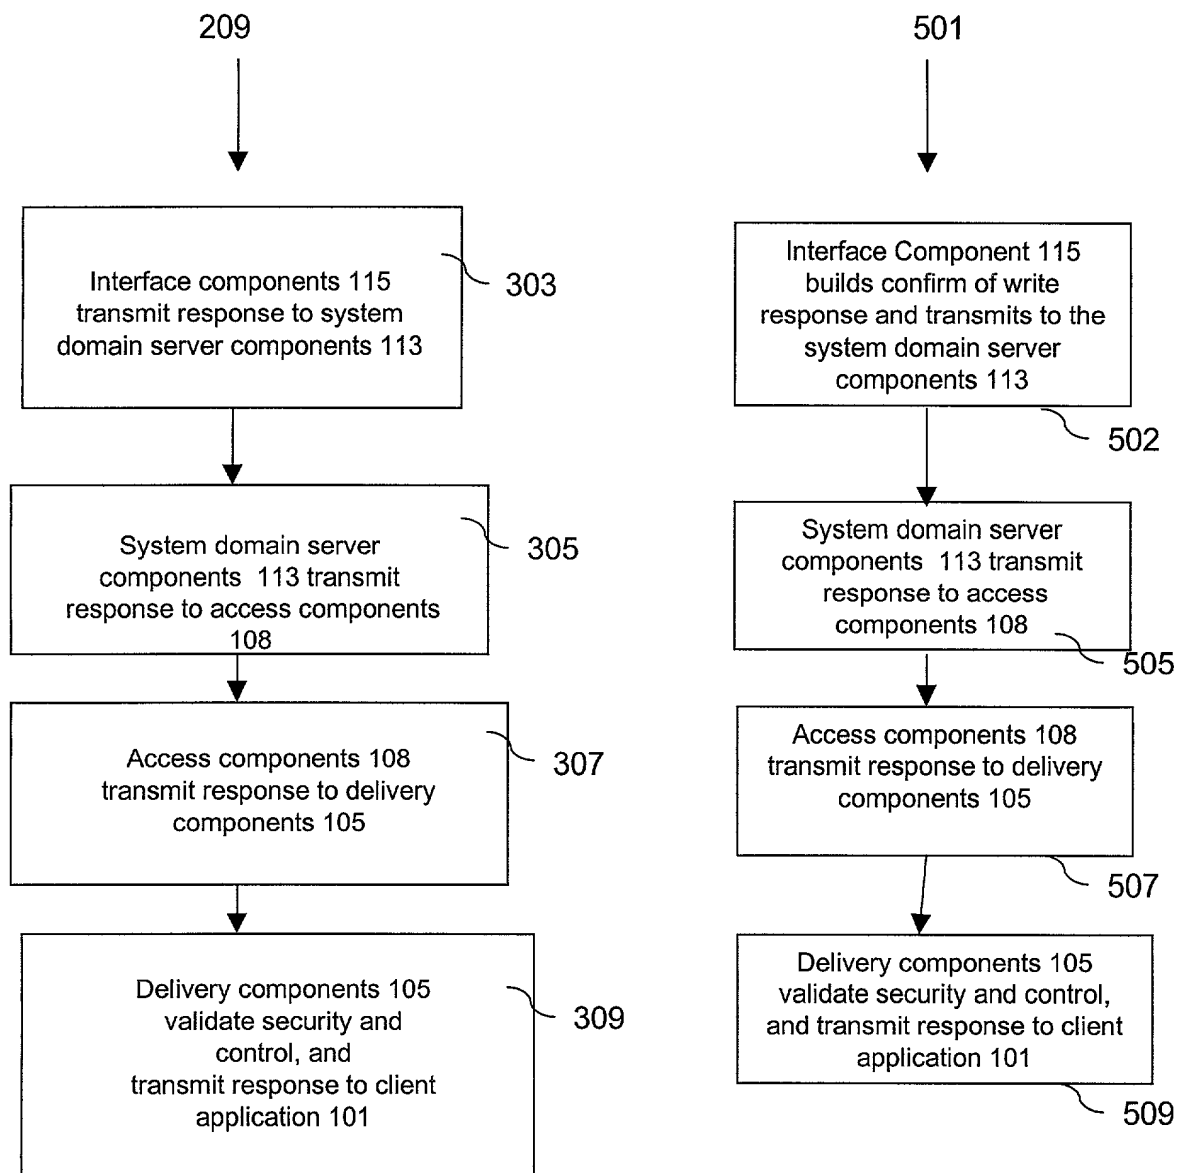 209
Interface components 115
transmit response to system
domain server components 113
303
System domain server
components 113 transmit
response to access components
108
305
Access components 108
transmit response to delivery
components 105
307
Delivery components 105
validate security and
control, and
transmit response to client
application 101
309
501
Interface Component 115
builds confirm of write
response and transmits to the
system domain server
components 113
502
System domain server
components 113 transmit
response to access
components 108
505
Access components 108
transmit response to delivery
components 105
507
Delivery components 105
validate security and control,
and transmit response to client
application 101
509